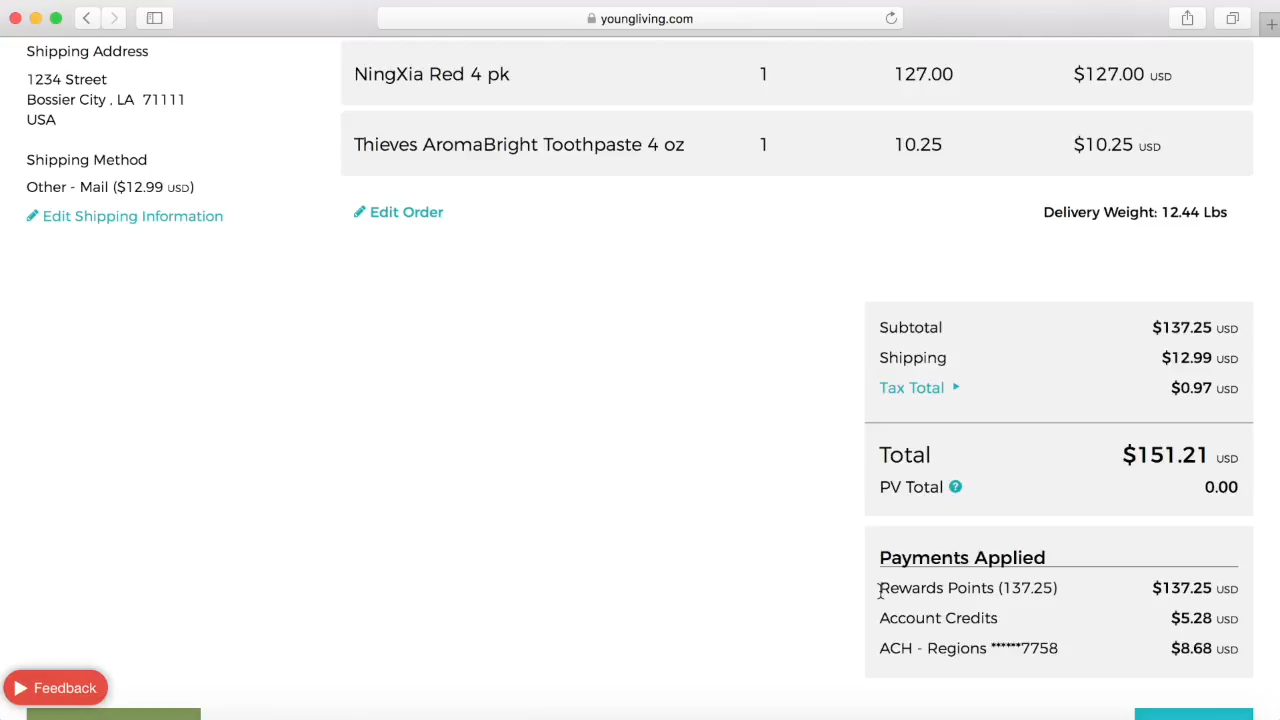 youngliving.com
Shipping Address
1234 Street
Bossier City , LA 71111
USA
Shipping Method
Other - Mail ($12.99 USD)
Edit Shipping Information
NingXia Red 4 pk 1 127.00 $127.00 USD
Thieves AromaBright Toothpaste 4 oz 1 10.25 $10.25 USD
Edit Order Delivery Weight: 12.44 Lbs
Subtotal $137.25 USD
Shipping $12.99 USD
Tax Total $0.97 USD
Total $151.21 USD
PV Total ? 0.00
Payments Applied
Rewards Points (137.25) $137.25 USD
Account Credits $5.28 USD
ACH - Regions ******7758 $8.68 USD
Feedback